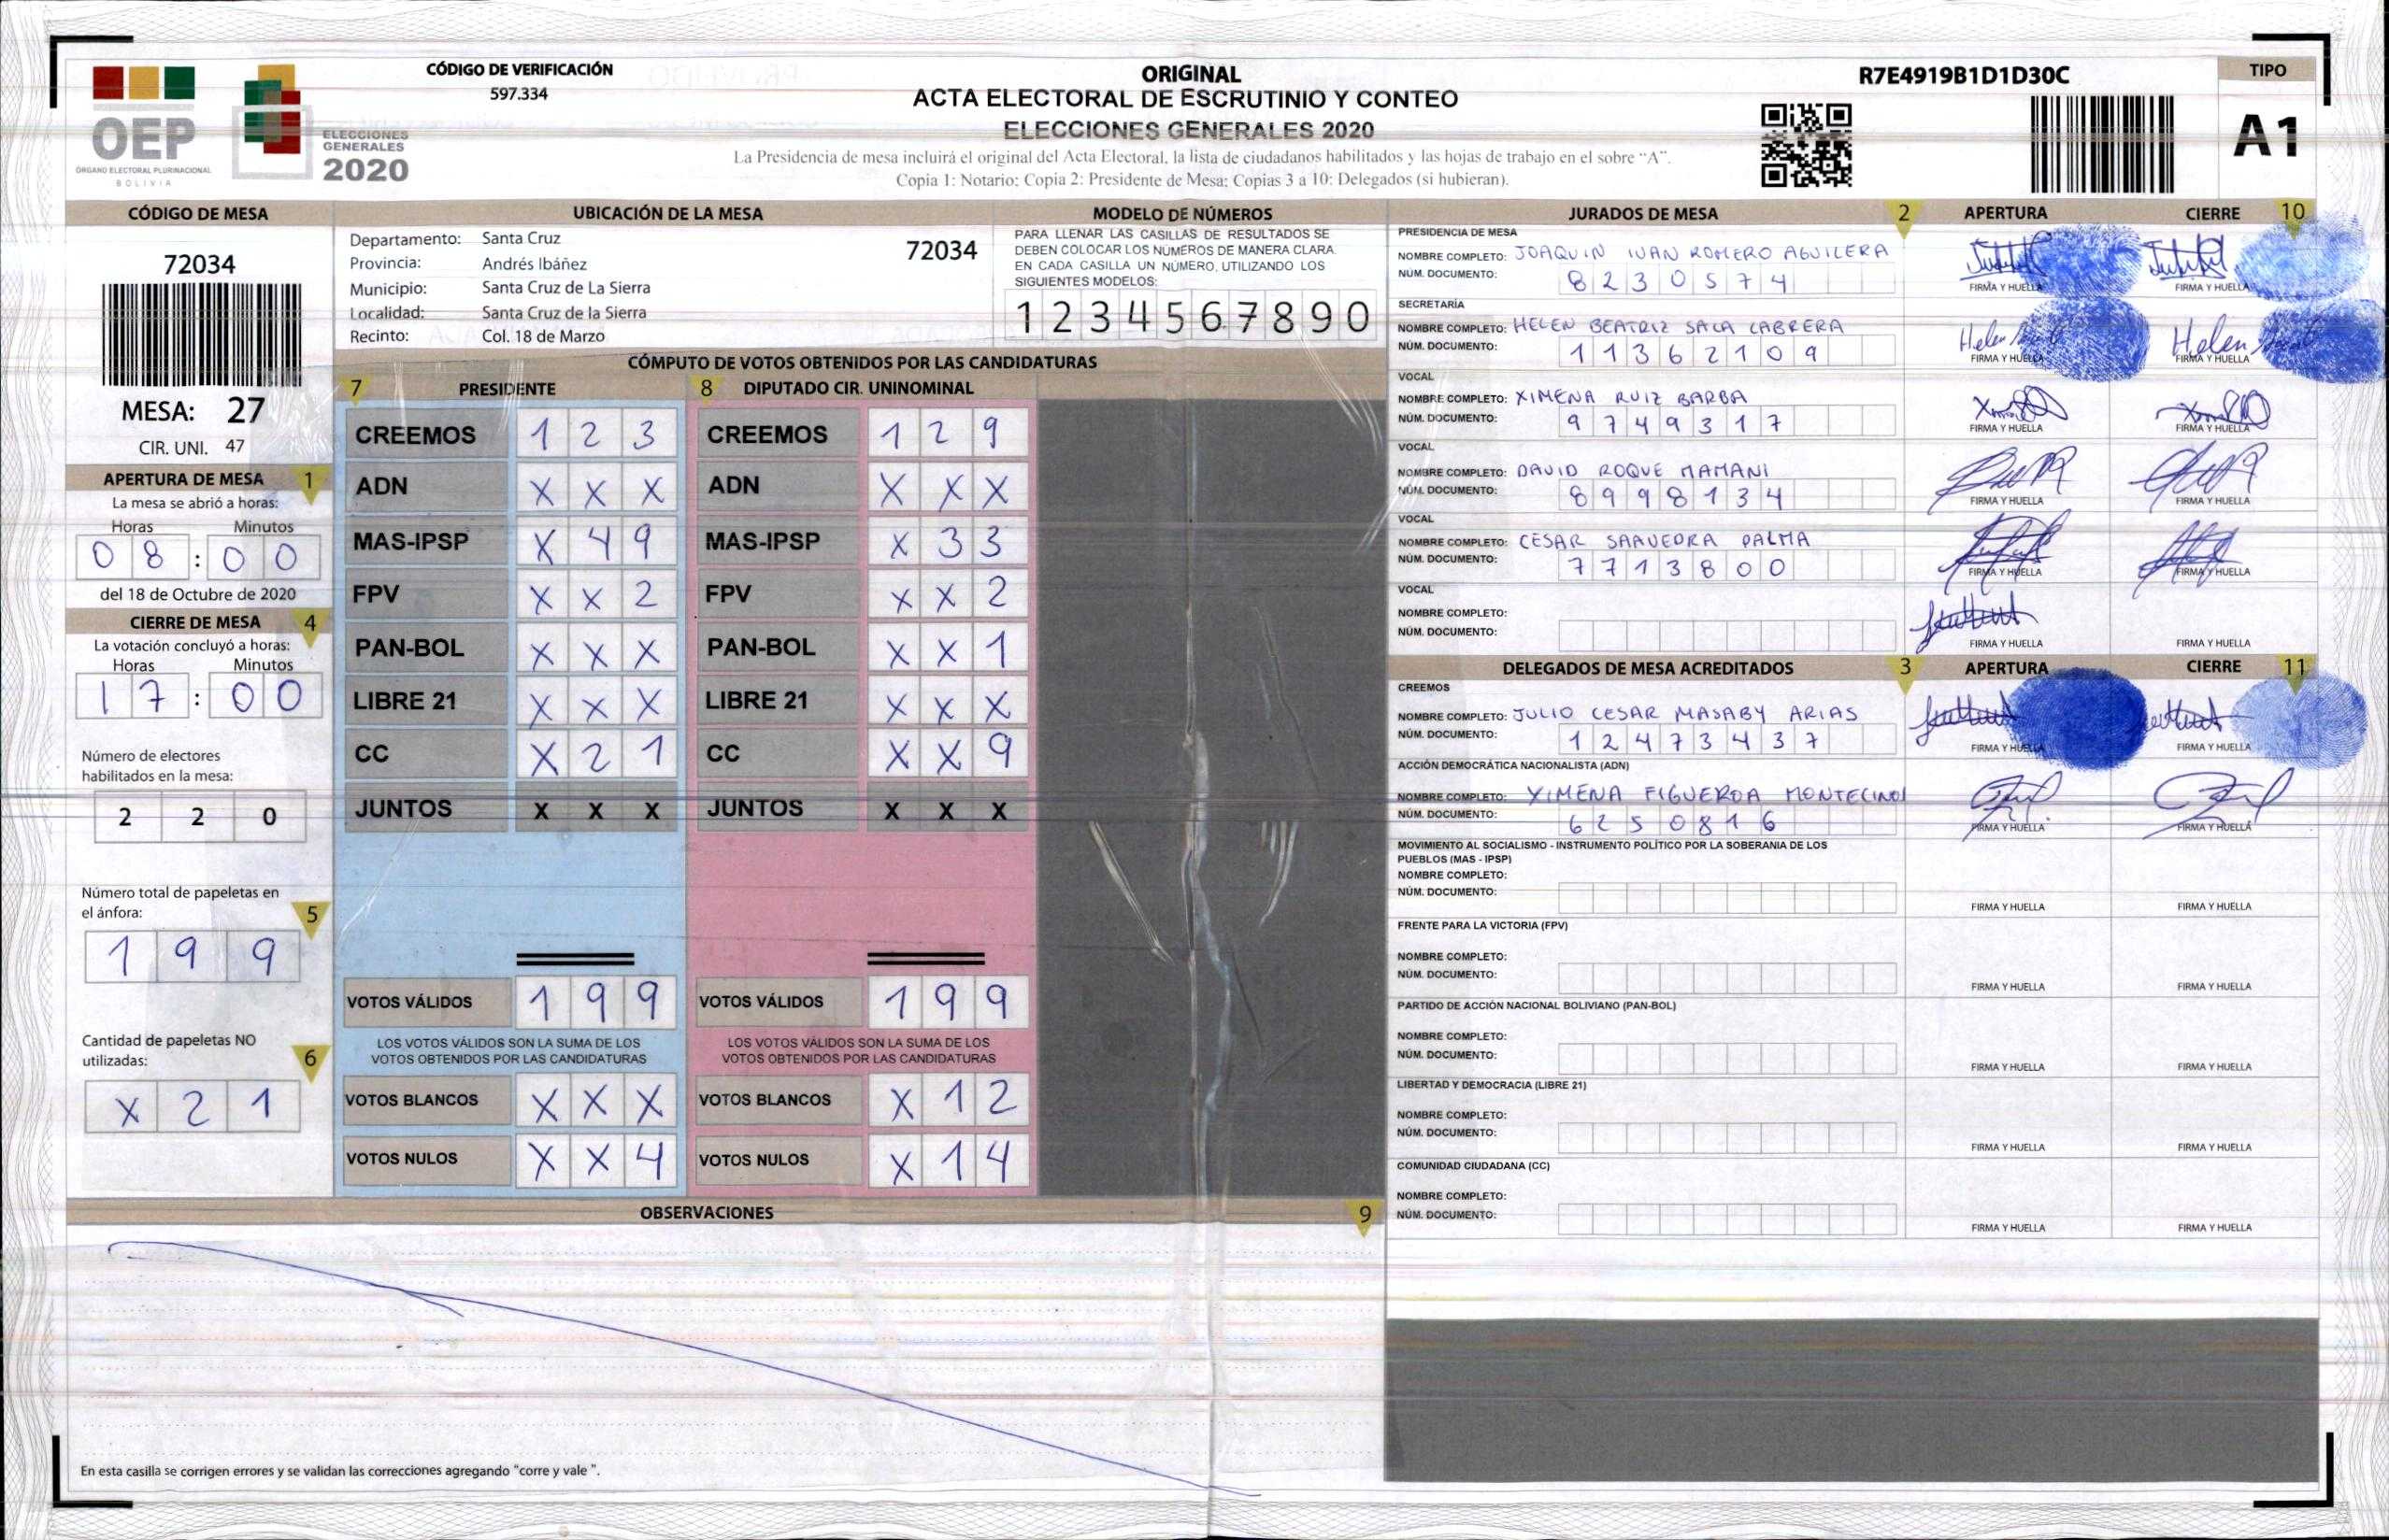 CÓDIGO DE VERIFICACIÓN
597.334
ORIGINAL
ACTA ELECTORAL DE ESCRUTINIO Y CONTEO
ELECCIONES GENERALES 2020
La Presidencia de mesa incluirá el original del Acta Electoral, la lista de ciudadanos habilitados y las hojas de trabajo en el sobre "A".
Copia 1: Notario; Copia 2: Presidente de Mesa; Copias 3 a 10: Delegados (si hubieran).
R7E4919B1D1D30C
TIPO
A1
OEP
ÓRGANO ELECTORAL PLURINACIONAL
BOLIVIA
ELECCIONES
GENERALES
2020
CÓDIGO DE MESA
72034
MESA: 27
CIR. UNI. 47
APERTURA DE MESA 1
La mesa se abrió a horas:
Horas Minutos
0 8 : 0 0
del 18 de Octubre de 2020
CIERRE DE MESA 4
La votación concluyó a horas:
Horas Minutos
1 7 : 0 0
Número de electores
habilitados en la mesa:
2 2 0
Número total de papeletas en
el ánfora: 5
1 9 9
Cantidad de papeletas NO
utilizadas: 6
X 2 1
UBICACIÓN DE LA MESA
Departamento: Santa Cruz 72034
Provincia: Andrés Ibáñez
Municipio: Santa Cruz de La Sierra
Localidad: Santa Cruz de la Sierra
Recinto: Col. 18 de Marzo
MODELO DE NÚMEROS
PARA LLENAR LAS CASILLAS DE RESULTADOS SE
DEBEN COLOCAR LOS NÚMEROS DE MANERA CLARA.
EN CADA CASILLA UN NÚMERO, UTILIZANDO LOS
SIGUIENTES MODELOS:
1 2 3 4 5 6 7 8 9 0
CÓMPUTO DE VOTOS OBTENIDOS POR LAS CANDIDATURAS
7 PRESIDENTE
CREEMOS 1 2 3
ADN X X X
MAS-IPSP X 4 9
FPV X X 2
PAN-BOL X X X
LIBRE 21 X X X
CC X 2 1
JUNTOS X X X
VOTOS VÁLIDOS 1 9 9
LOS VOTOS VÁLIDOS SON LA SUMA DE LOS
VOTOS OBTENIDOS POR LAS CANDIDATURAS
VOTOS BLANCOS X X X
VOTOS NULOS X X 4
8 DIPUTADO CIR. UNINOMINAL
CREEMOS 1 2 9
ADN X X X
MAS-IPSP X 3 3
FPV X X 2
PAN-BOL X X 1
LIBRE 21 X X X
CC X X 9
JUNTOS X X X
VOTOS VÁLIDOS 1 9 9
LOS VOTOS VÁLIDOS SON LA SUMA DE LOS
VOTOS OBTENIDOS POR LAS CANDIDATURAS
VOTOS BLANCOS X 1 2
VOTOS NULOS X 1 4
OBSERVACIONES 9
En esta casilla se corrigen errores y se validan las correcciones agregando "corre y vale ".
JURADOS DE MESA 2 APERTURA CIERRE 10
PRESIDENCIA DE MESA
NOMBRE COMPLETO: JOAQUIN IVAN ROMERO AGUILERA
NÚM. DOCUMENTO: 8 2 3 0 5 7 4
FIRMA Y HUELLA FIRMA Y HUELLA
SECRETARÍA
NOMBRE COMPLETO: HELEN BEATRIZ SALA CABRERA
NÚM. DOCUMENTO: 1 1 3 6 2 1 0 9
Helen Helen
FIRMA Y HUELLA FIRMA Y HUELLA
VOCAL
NOMBRE COMPLETO: XIMENA RUIZ BARBA
NÚM. DOCUMENTO: 9 7 4 9 3 1 7
FIRMA Y HUELLA FIRMA Y HUELLA
VOCAL
NOMBRE COMPLETO: DAVID ROQUE MAMANI
NÚM. DOCUMENTO: 8 9 9 8 1 3 4
FIRMA Y HUELLA FIRMA Y HUELLA
VOCAL
NOMBRE COMPLETO: CESAR SAAVEDRA PALMA
NÚM. DOCUMENTO: 7 7 1 3 8 0 0
FIRMA Y HUELLA FIRMA Y HUELLA
VOCAL
NOMBRE COMPLETO:
NÚM. DOCUMENTO:
FIRMA Y HUELLA FIRMA Y HUELLA
DELEGADOS DE MESA ACREDITADOS 3 APERTURA CIERRE 11
CREEMOS
NOMBRE COMPLETO: JULIO CESAR MASABY ARIAS
NÚM. DOCUMENTO: 1 2 4 7 3 4 3 7
FIRMA Y HUELLA FIRMA Y HUELLA
ACCIÓN DEMOCRÁTICA NACIONALISTA (ADN)
NOMBRE COMPLETO: XIMENA FIGUEROA MONTECINOS
NÚM. DOCUMENTO: 6 2 5 0 8 1 6
FIRMA Y HUELLA FIRMA Y HUELLA
MOVIMIENTO AL SOCIALISMO - INSTRUMENTO POLÍTICO POR LA SOBERANIA DE LOS
PUEBLOS (MAS - IPSP)
NOMBRE COMPLETO:
NÚM. DOCUMENTO:
FIRMA Y HUELLA FIRMA Y HUELLA
FRENTE PARA LA VICTORIA (FPV)
NOMBRE COMPLETO:
NÚM. DOCUMENTO:
FIRMA Y HUELLA FIRMA Y HUELLA
PARTIDO DE ACCIÓN NACIONAL BOLIVIANO (PAN-BOL)
NOMBRE COMPLETO:
NÚM. DOCUMENTO:
FIRMA Y HUELLA FIRMA Y HUELLA
LIBERTAD Y DEMOCRACIA (LIBRE 21)
NOMBRE COMPLETO:
NÚM. DOCUMENTO:
FIRMA Y HUELLA FIRMA Y HUELLA
COMUNIDAD CIUDADANA (CC)
NOMBRE COMPLETO:
NÚM. DOCUMENTO:
FIRMA Y HUELLA FIRMA Y HUELLA